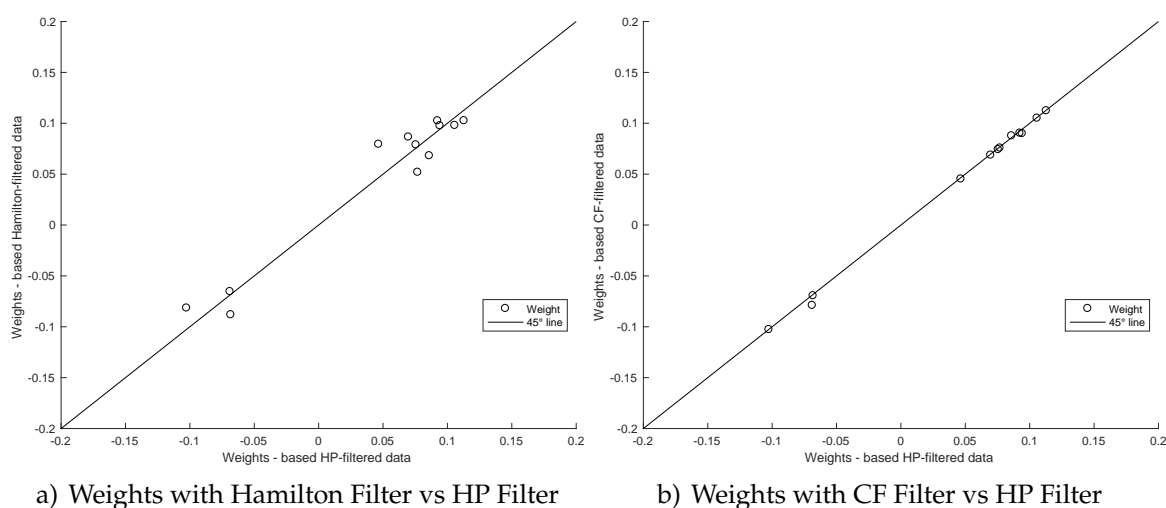 0.2
0.15
0.1
0.05
0
-0.05
-0.1
-0.15
-0.2
Weights - based Hamilton-filtered data
-0.2 -0.15 -0.1 -0.05 0 0.05 0.1 0.15 0.2
Weights - based HP-filtered data
Weight
45° line
a) Weights with Hamilton Filter vs HP Filter
0.2
0.15
0.1
0.05
0
-0.05
-0.1
-0.15
-0.2
Weights - based CF-filtered data
-0.2 -0.15 -0.1 -0.05 0 0.05 0.1 0.15 0.2
Weights - based HP-filtered data
Weight
45° line
b) Weights with CF Filter vs HP Filter